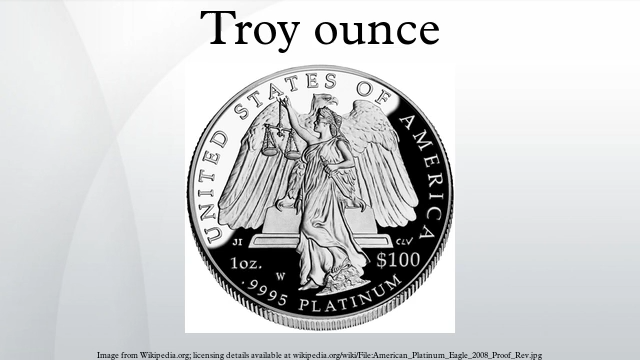 Troy ounce
UNITED STATES OF AMERICA
JI
CLV
1oz.
$100
W
.9995 PLATINUM
Image from Wikipedia.org; licensing details available at wikipedia.org/wiki/File:American_Platinum_Eagle_2008_Proof_Rev.jpg